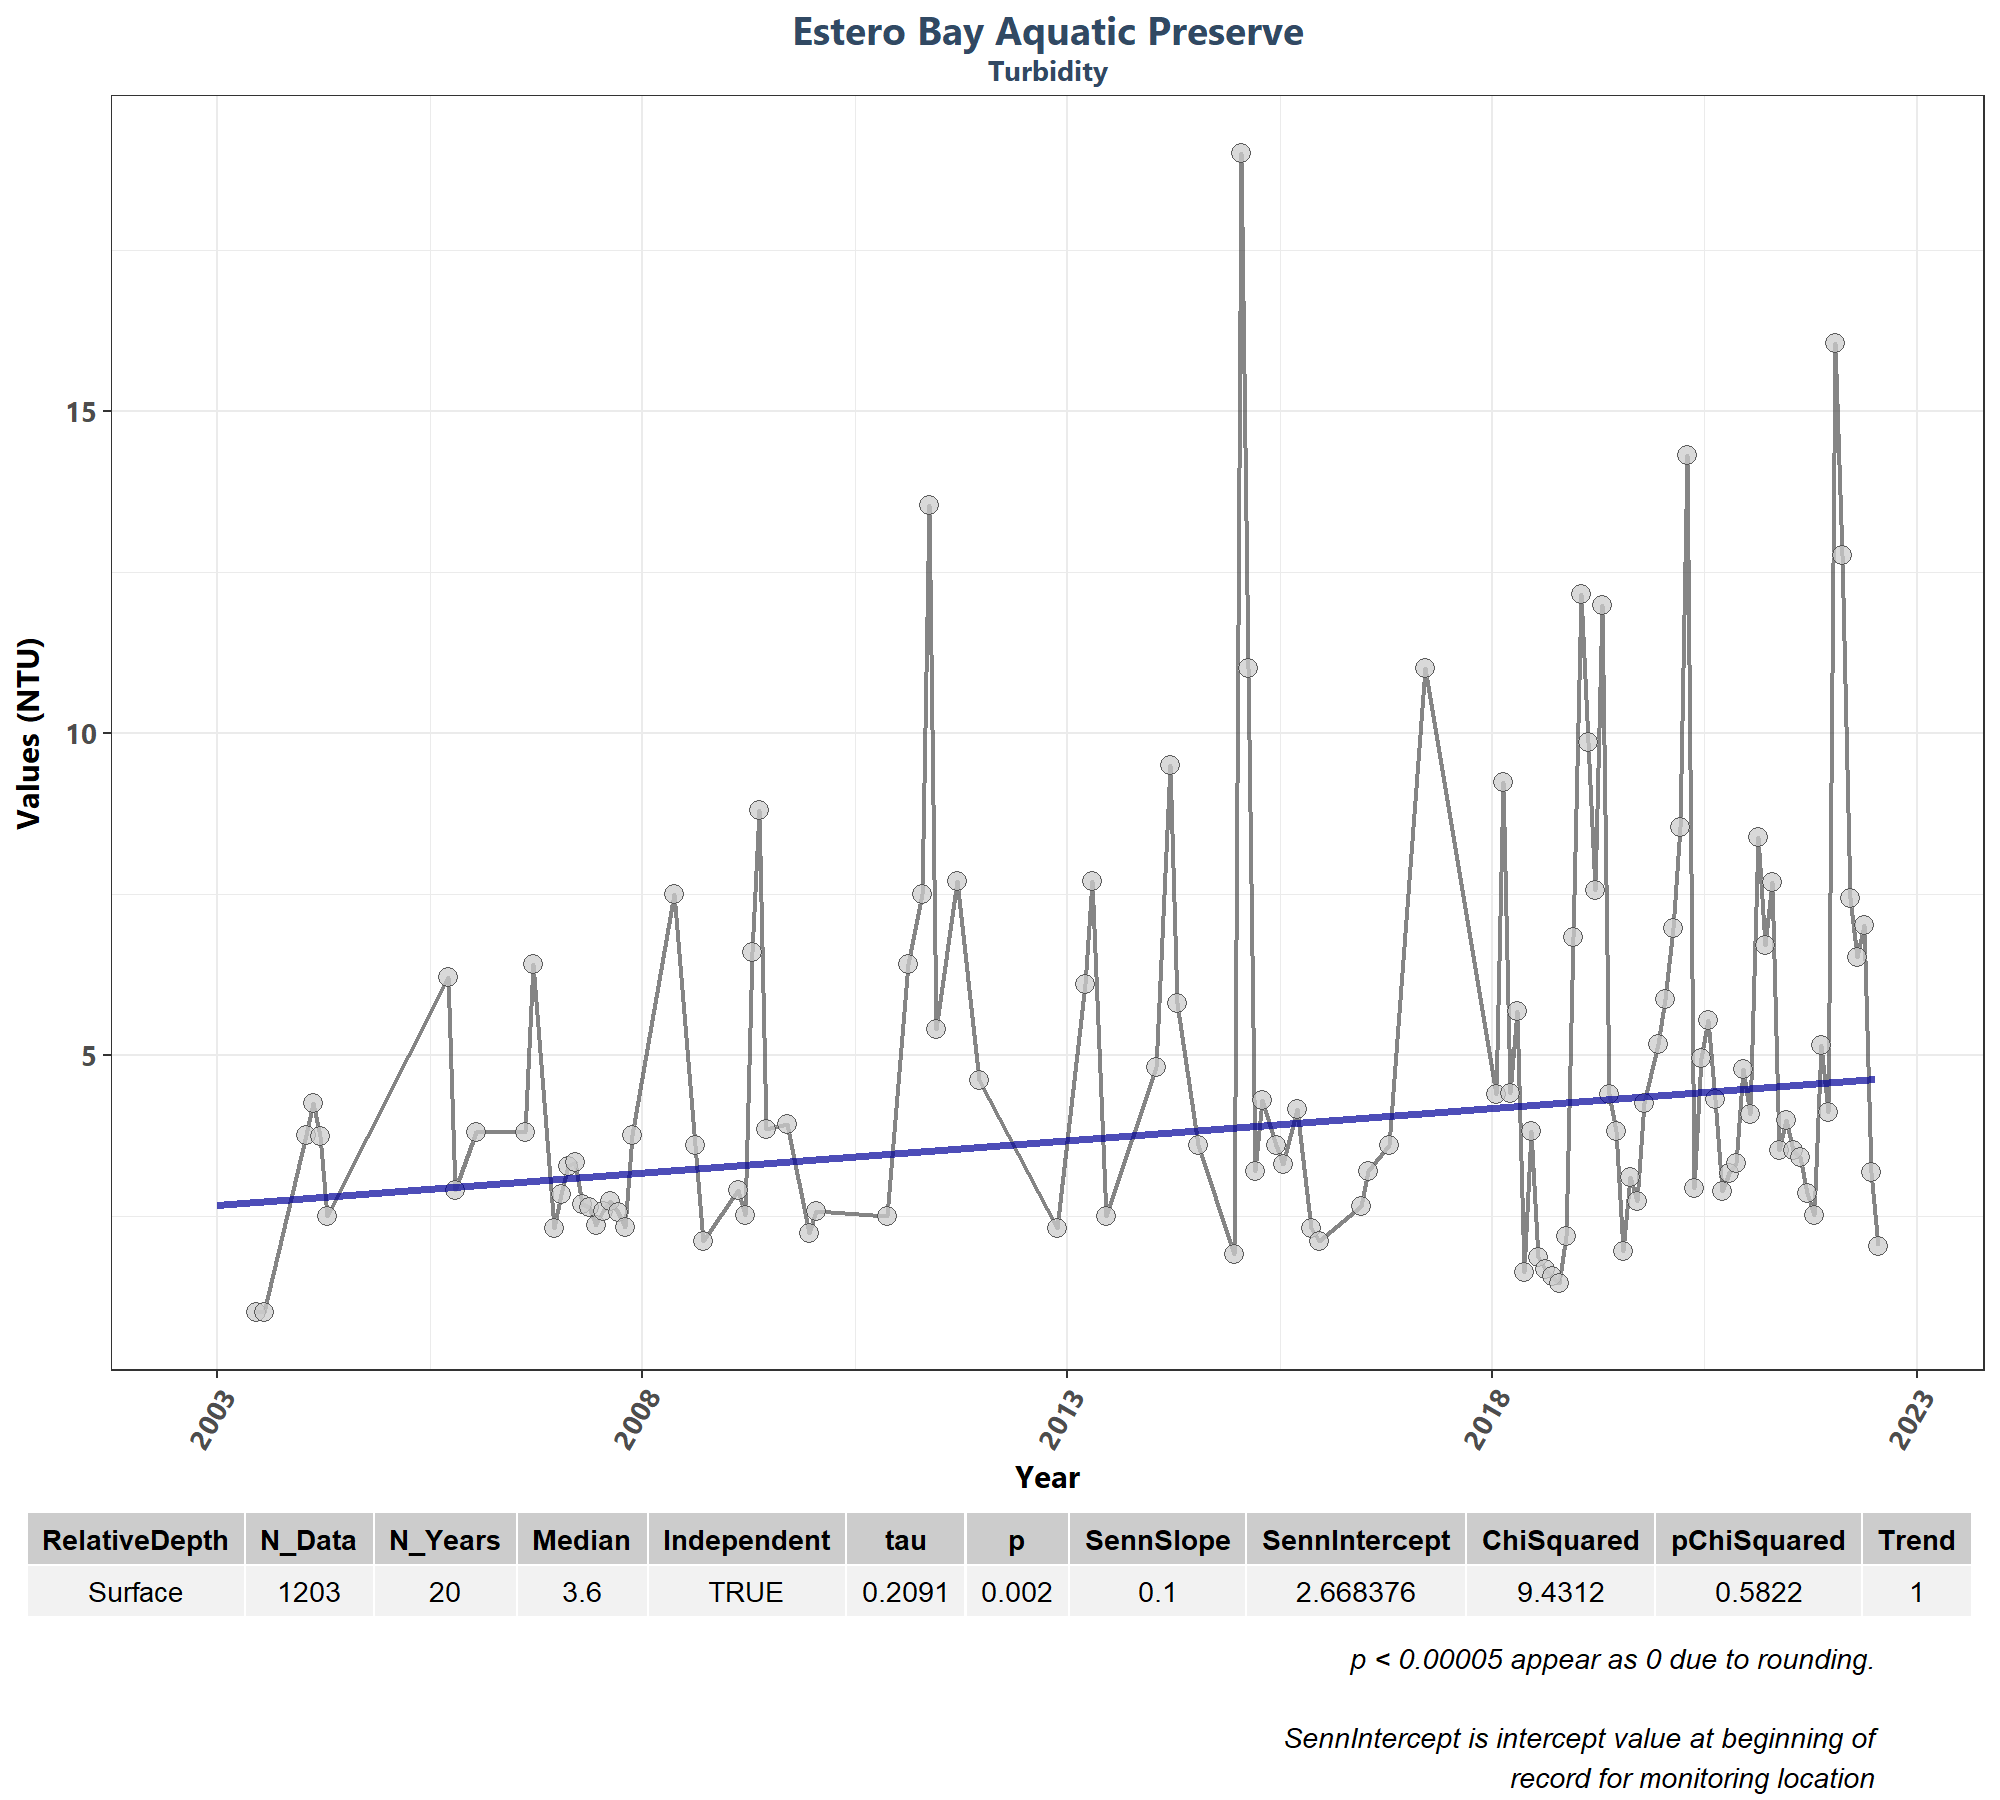 Estero Bay Aquatic Preserve
Turbidity
Values (NTU)
15
10
5
2003 2008 2013 2018 2023
Year
RelativeDepth N_Data N_Years Median Independent tau p SennSlope SennIntercept ChiSquared pChiSquared Trend
Surface 1203 20 3.6 TRUE 0.2091 0.002 0.1 2.668376 9.4312 0.5822 1
p < 0.00005 appear as 0 due to rounding.
SennIntercept is intercept value at beginning of
record for monitoring location